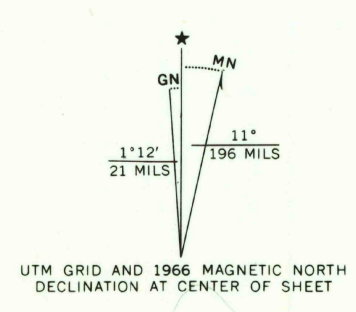 MN
GN
1°12′
21 MILS
11°
196 MILS
UTM GRID AND 1966 MAGNETIC NORTH
DECLINATION AT CENTER OF SHEET